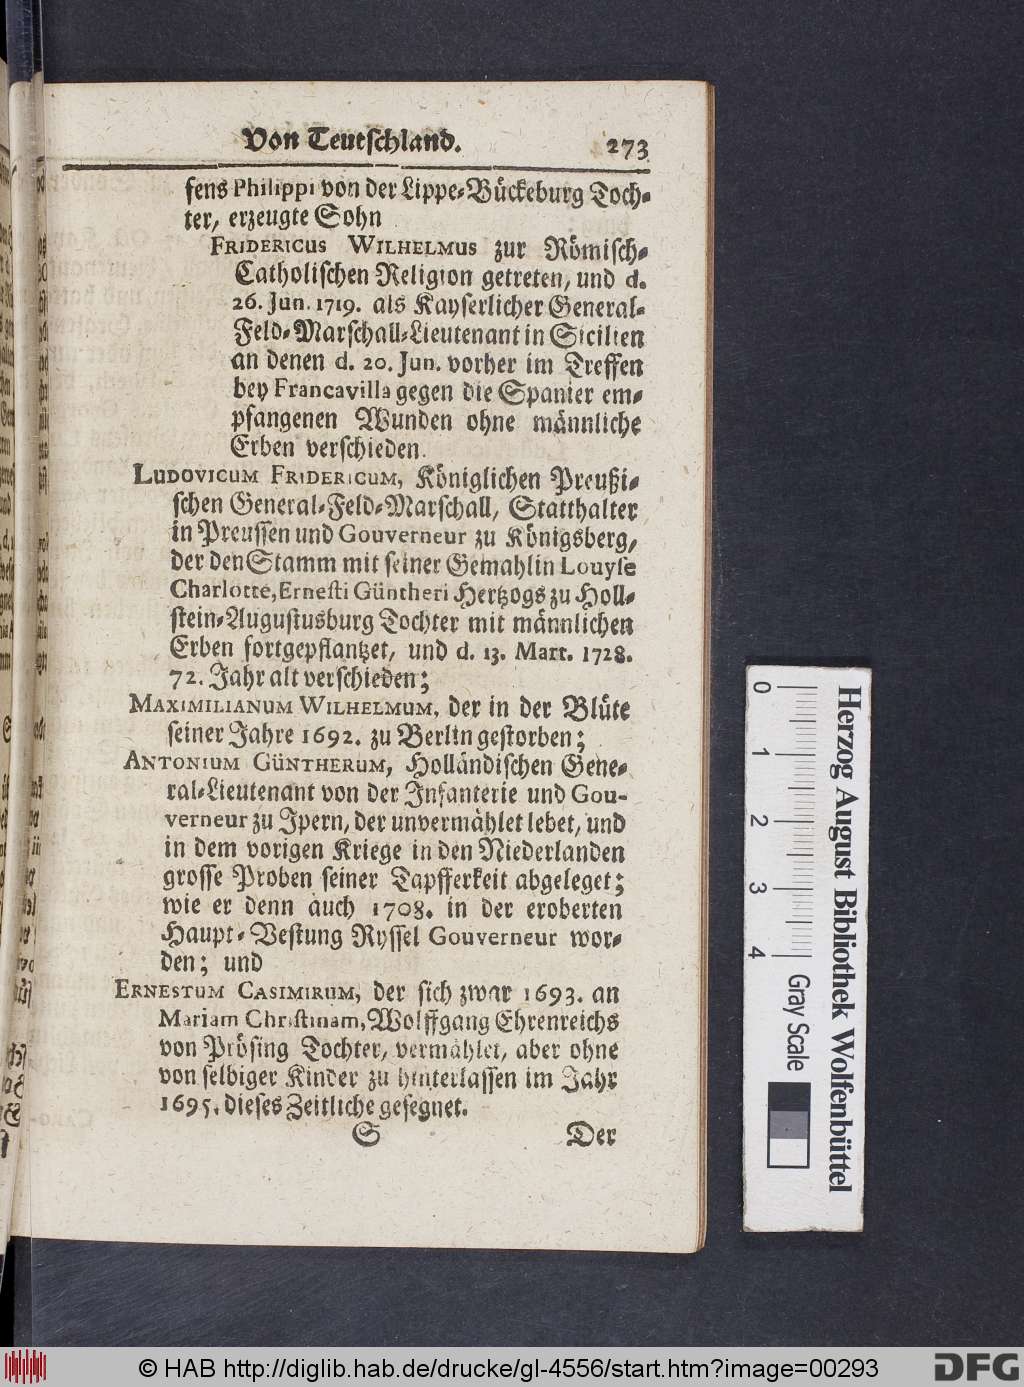 Von Teutschland. 273
fens Philippi von der Lippe-Bückeburg Toch-
ter, erzeugte Sohn
FRIDERICUS WILHELMUS zur Römisch-
Catholischen Religion getreten, und d.
26. Jun. 1719. als Kayserlicher General-
Feld-Marschall-Lieutenant in Sicilien
an denen d. 20. Jun. vorher im Treffen
bey Francavilla gegen die Spanier em-
pfangenen Wunden ohne männliche
Erben verschieden.
LUDOVICUM FRIDERICUM, Königlichen Preußi-
schen General-Feld-Marschall, Statthalter
in Preussen und Gouverneur zu Königsberg,
der den Stamm mit seiner Gemahlin Louyse
Charlotte, Ernesti Güntheri Hertzogs zu Holl-
stein-Augustusburg Tochter mit männlichen
Erben fortgepflantzet, und d. 13. Mart. 1728.
72. Jahr alt verschieden;
MAXIMILIANUM WILHELMUM, der in der Blüte
seiner Jahre 1692. zu Berlin gestorben;
ANTONIUM GÜNTHERUM, Holländischen Gene-
ral-Lieutenant von der Infanterie und Gou-
verneur zu Ipern, der unvermählet lebet, und
in dem vorigen Kriege in den Niederlanden
grosse Proben seiner Tapfferkeit abgeleget;
wie er denn auch 1708. in der eroberten
Haupt-Vestung Ryssel Gouverneur wor-
den; und
ERNESTUM CASIMIRUM, der sich zwar 1693. an
Mariam Christinam, Wolffgang Ehrenreichs
von Prösing Tochter, vermählet, aber ohne
von selbiger Kinder zu hinterlassen im Jahr
1695. dieses Zeitliche gesegnet.
S Der
0 1 2 3 4
Gray Scale
Herzog August Bibliothek Wolfenbüttel
© HAB http://diglib.hab.de/drucke/gl-4556/start.htm?image=00293
DFG